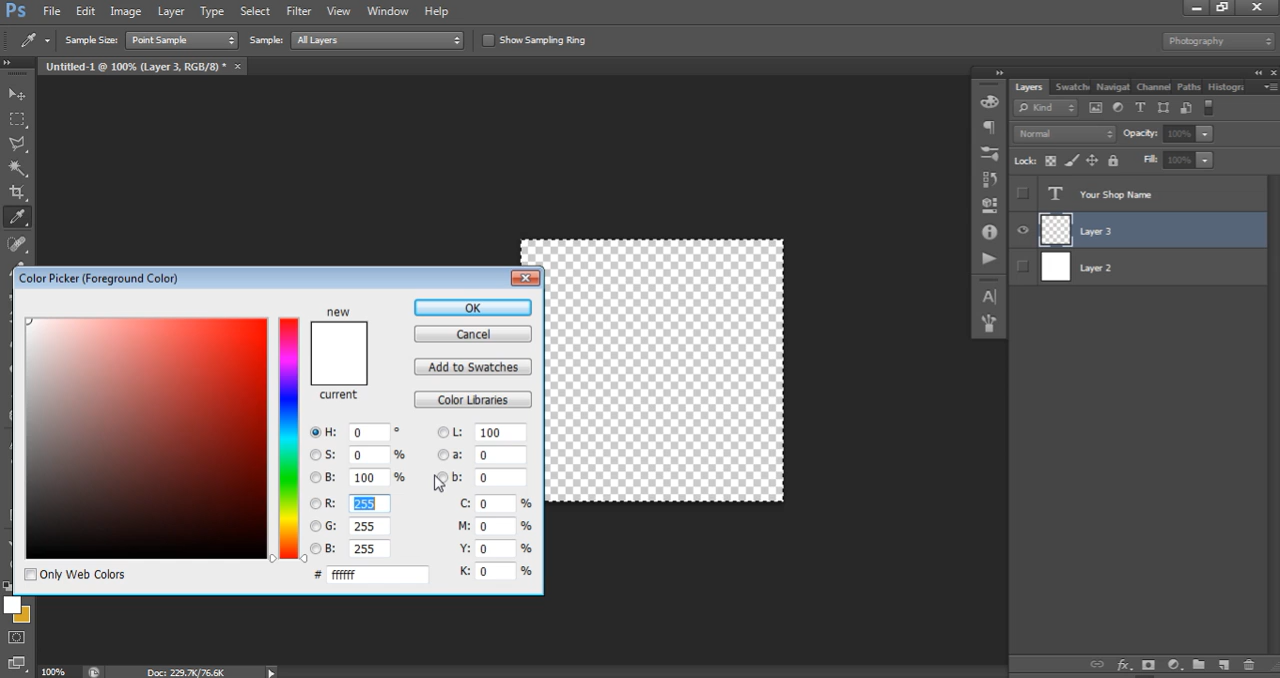 Ps File Edit Image Layer Type Select Filter View Window Help
Sample Size: Point Sample Sample: All Layers Show Sampling Ring Photography
Untitled-1 @ 100% (Layer 3, RGB/8) * ×
Layers Swatch Navigat Channel Paths Histogra
Kind
Normal Opacity: 100%
Lock: Fill: 100%
T Your Shop Name
Layer 3
Layer 2
Color Picker (Foreground Color)
new
current
OK
Cancel
Add to Swatches
Color Libraries
H: 0 ° L: 100
S: 0 % a: 0
B: 100 % b: 0
R: 255 C: 0 %
G: 255 M: 0 %
B: 255 Y: 0 %
# ffffff K: 0 %
Only Web Colors
100% Doc: 229.7K/76.6K